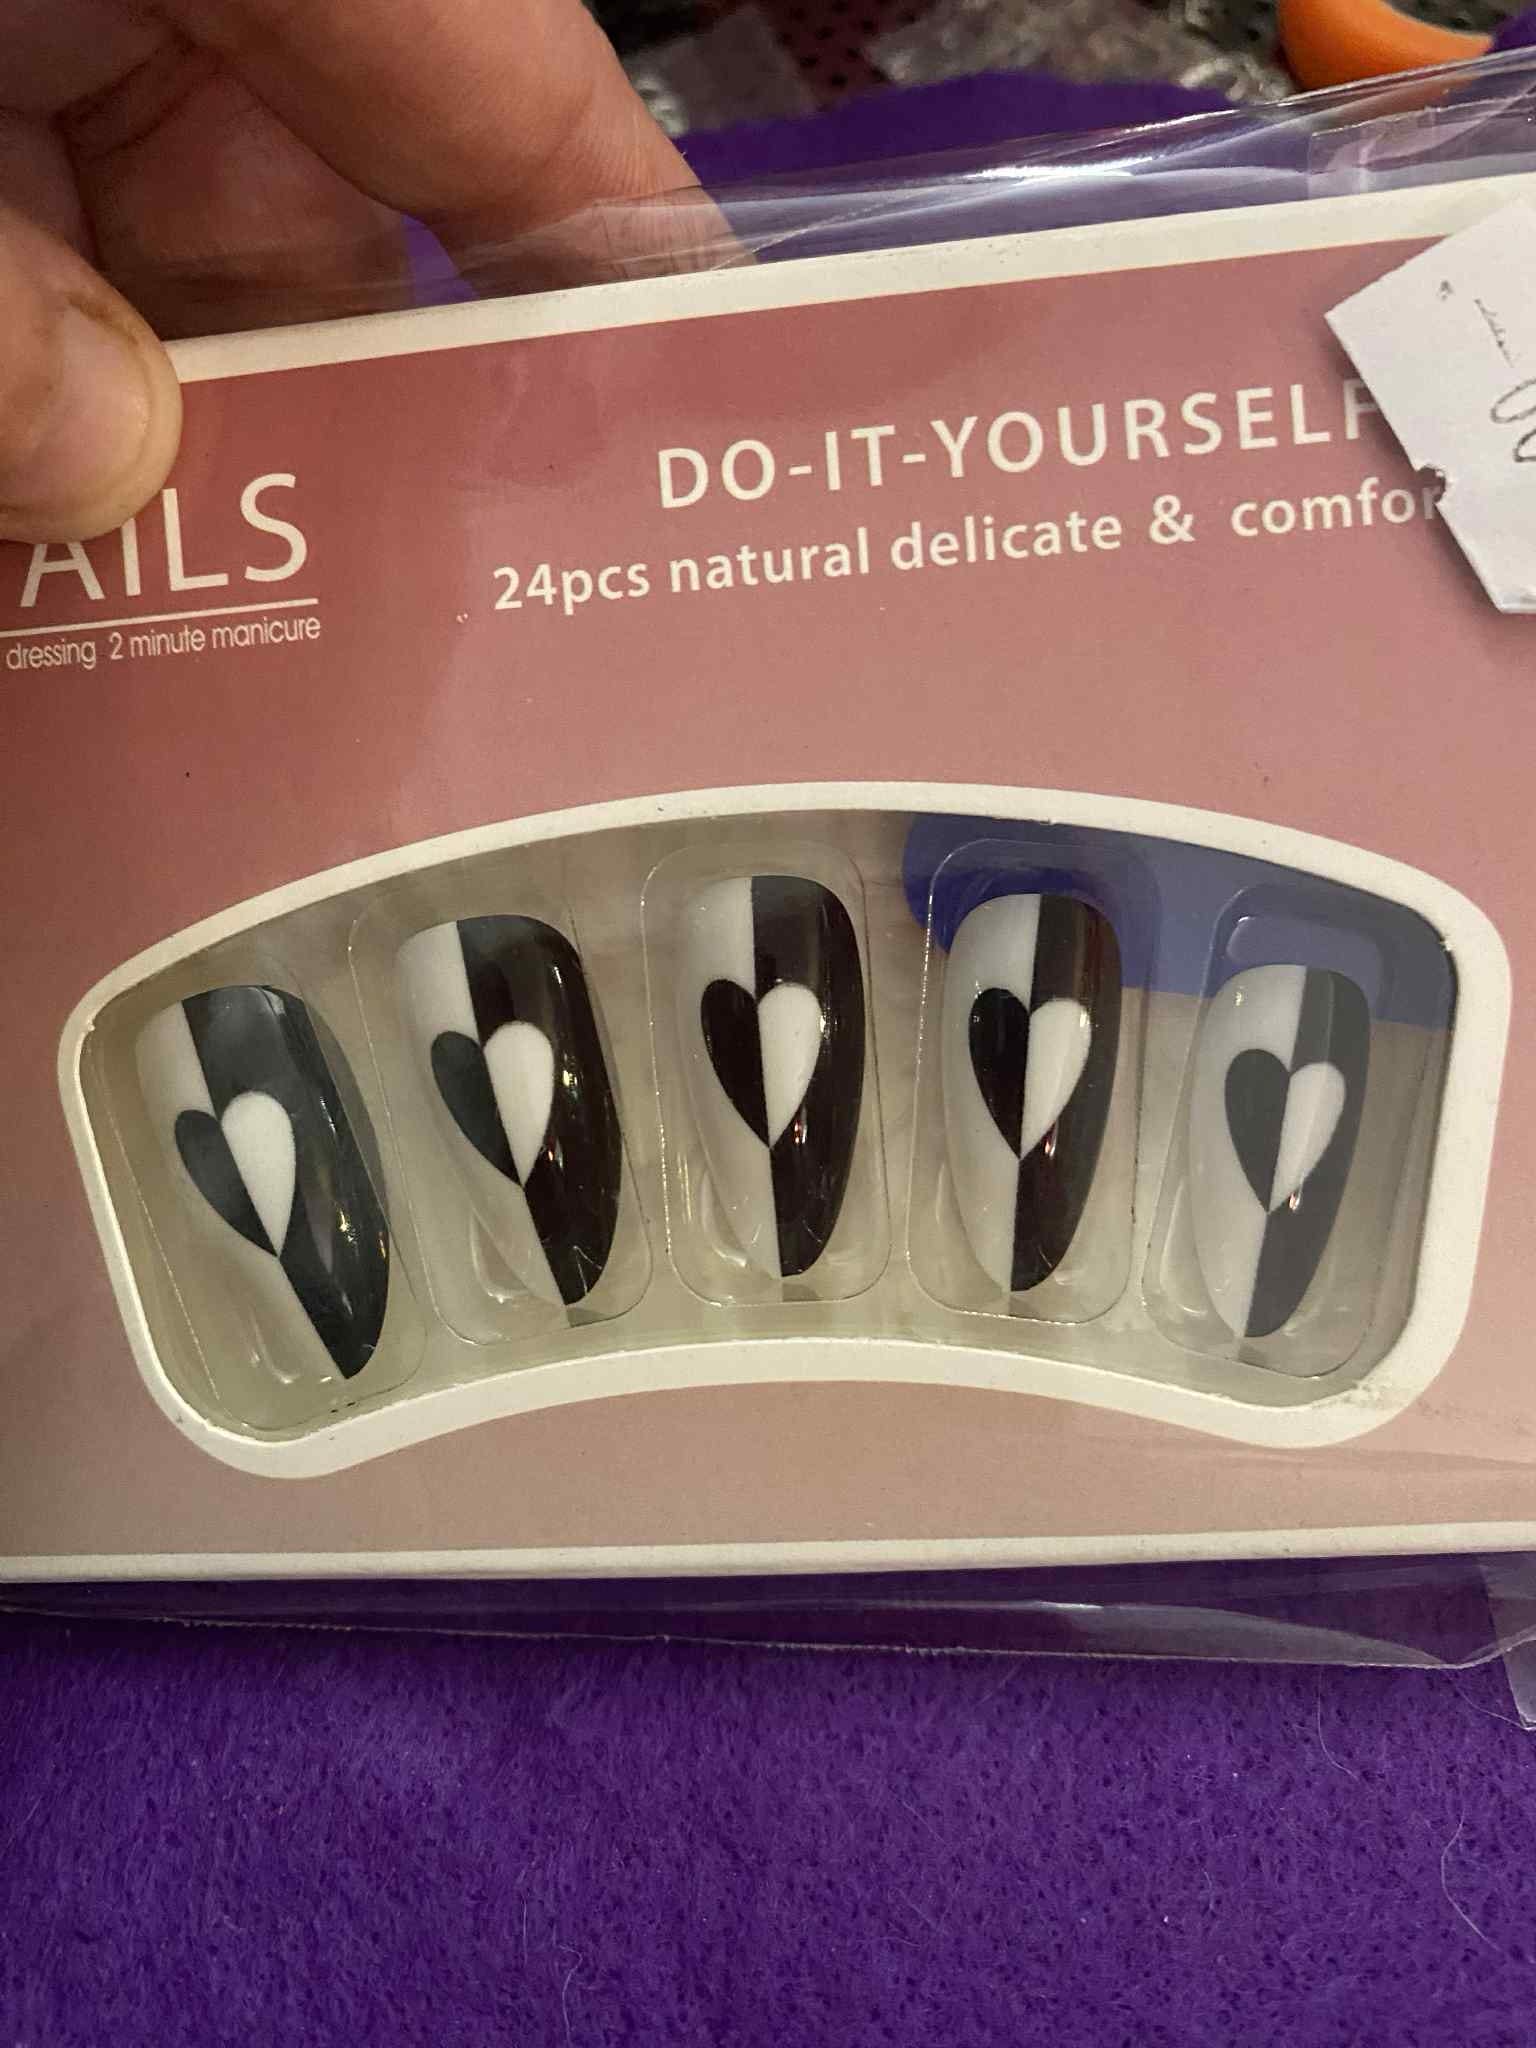 AILS
dressing 2 minute manicure
DO-IT-YOURSELF
24pcs natural delicate & comfor